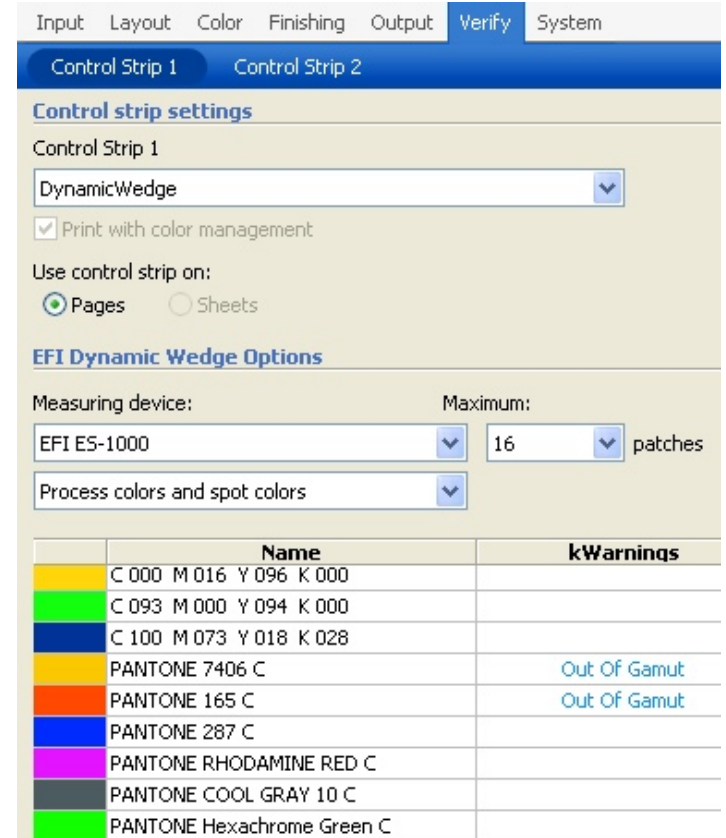 Input Layout Color Finishing Output Verify System
Control Strip 1 Control Strip 2
Control strip settings
Control Strip 1
DynamicWedge
Print with color management
Use control strip on:
Pages Sheets
EFI Dynamic Wedge Options
Measuring device: Maximum:
EFI ES-1000 16 patches
Process colors and spot colors
Name kWarnings
C 000 M 016 Y 096 K 000
C 093 M 000 Y 094 K 000
C 100 M 073 Y 018 K 028
PANTONE 7406 C Out Of Gamut
PANTONE 165 C Out Of Gamut
PANTONE 287 C
PANTONE RHODAMINE RED C
PANTONE COOL GRAY 10 C
PANTONE Hexachrome Green C